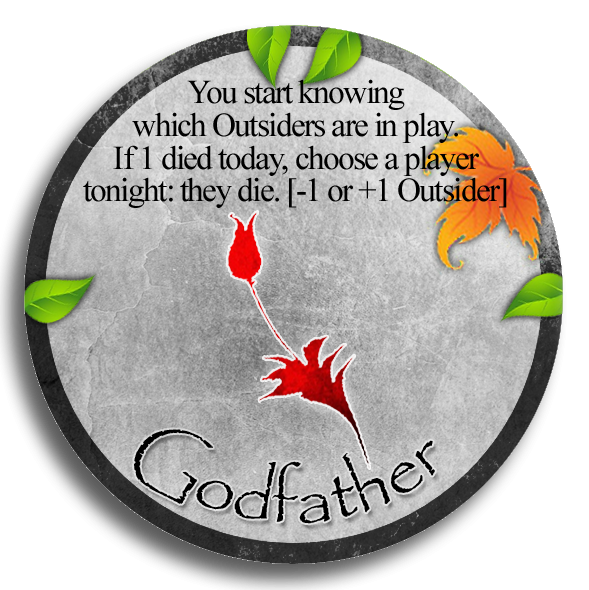 You start knowing
which Outsiders are in play.
If 1 died today, choose a player
tonight: they die. [-1 or +1 Outsider]
Godfather